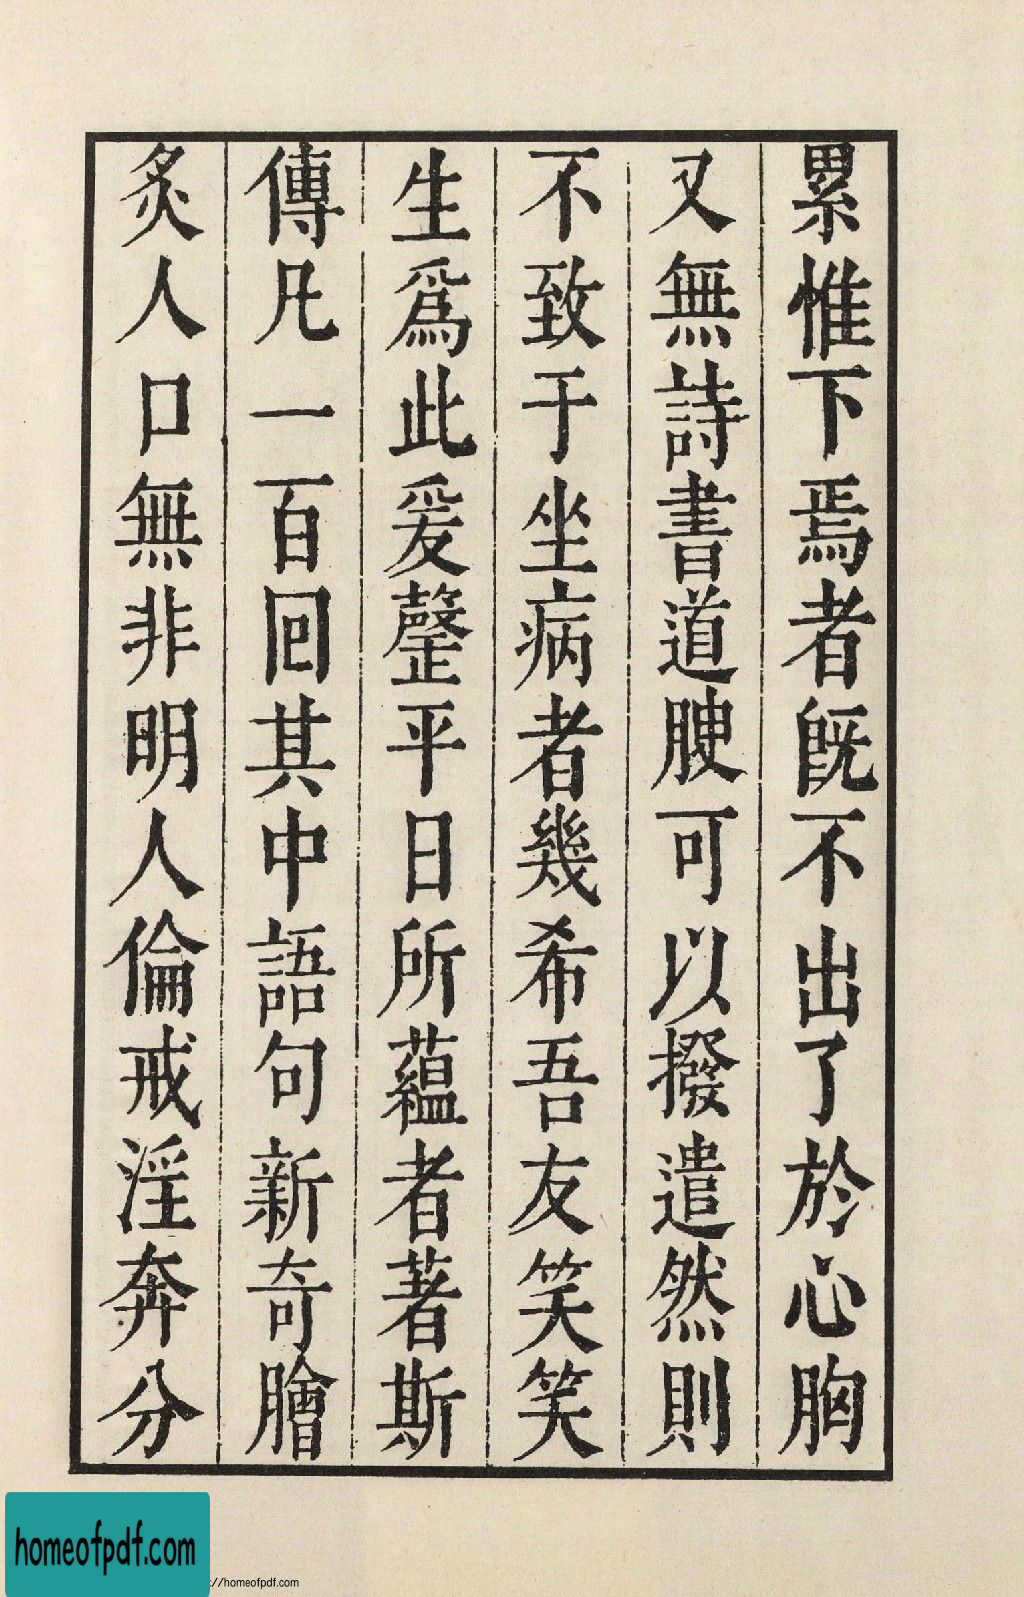 累惟下焉者既不出了於心胸
又無詩書道腴可以撥遣然則
不致于坐病者幾希吾友笑笑
生爲此爰罄平日所蘊者著斯
傳凡一百回其中語句新奇膾
炙人口無非明人倫戒淫奔分
homeofpdf.com
://homeofpdf.com